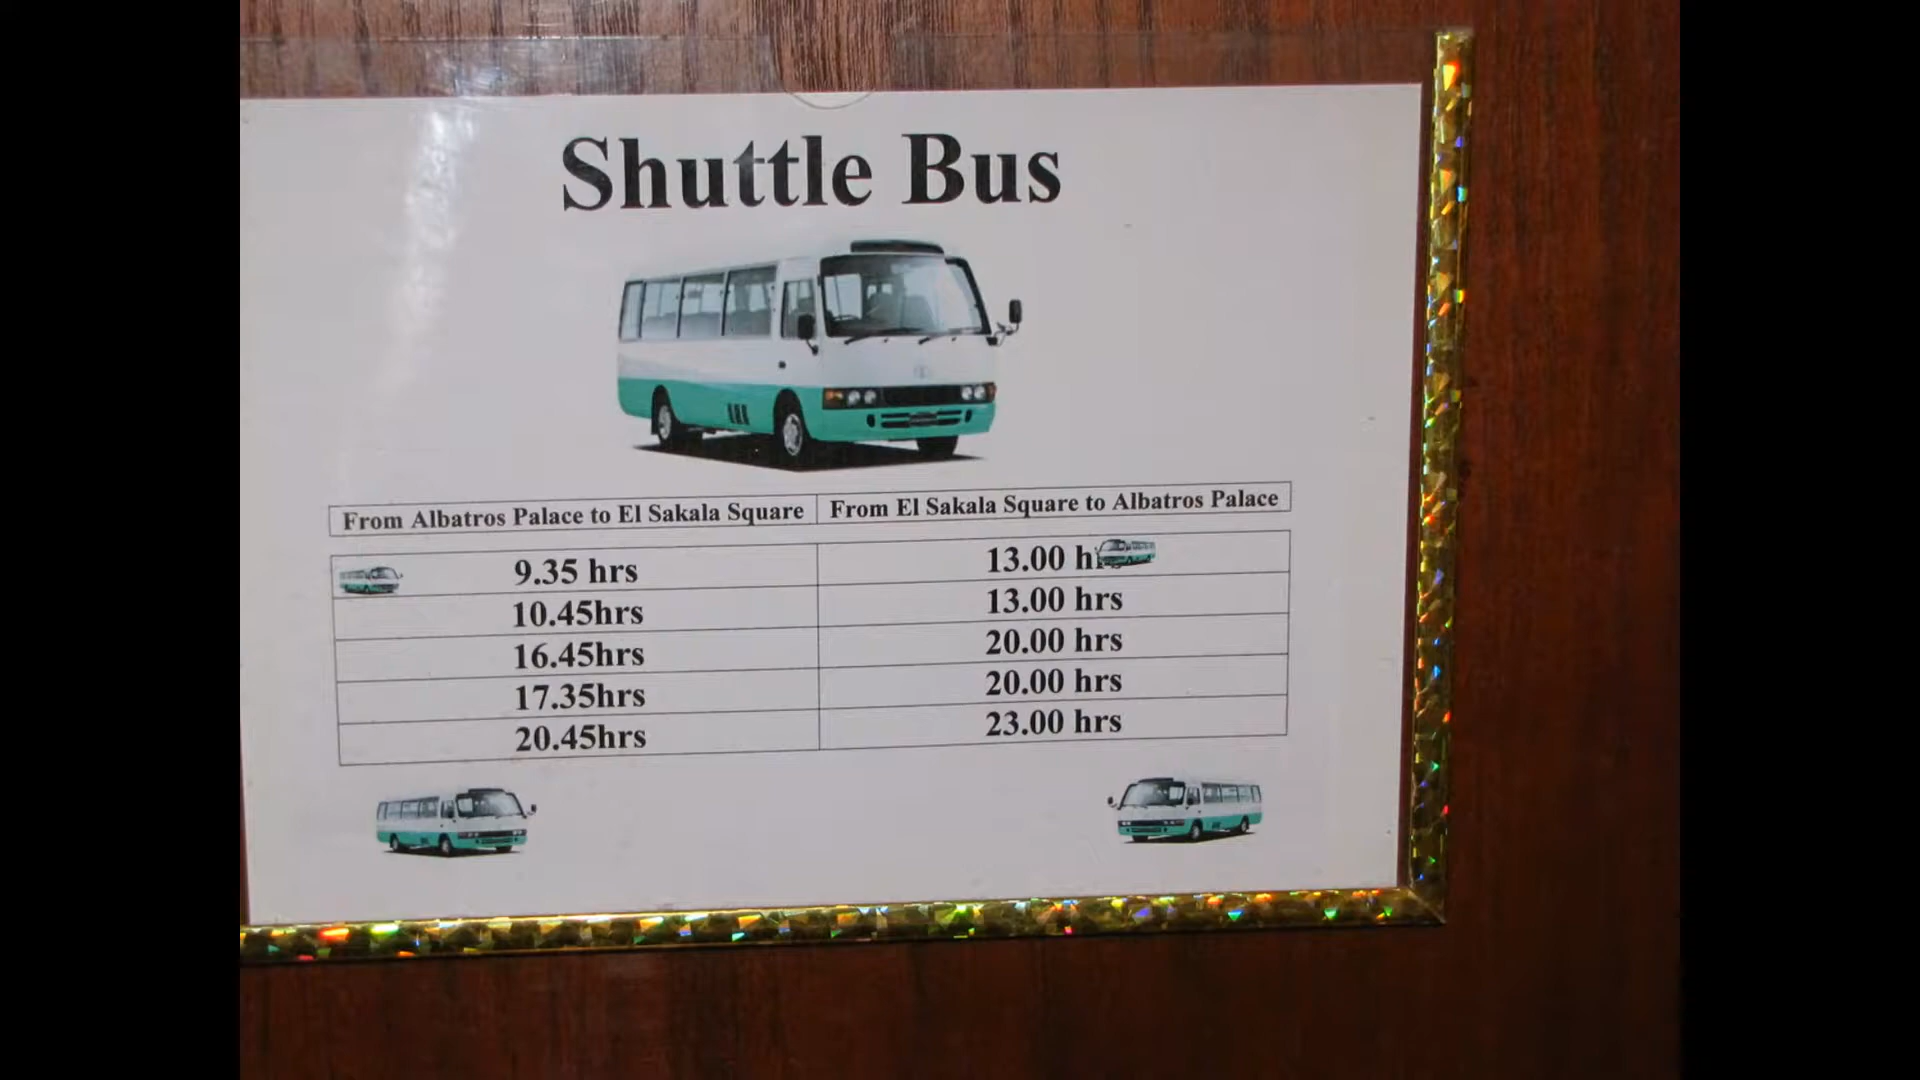 Shuttle Bus
From Albatros Palace to El Sakala Square From El Sakala Square to Albatros Palace
9.35 hrs 13.00 h
10.45hrs 13.00 hrs
16.45hrs 20.00 hrs
17.35hrs 20.00 hrs
20.45hrs 23.00 hrs